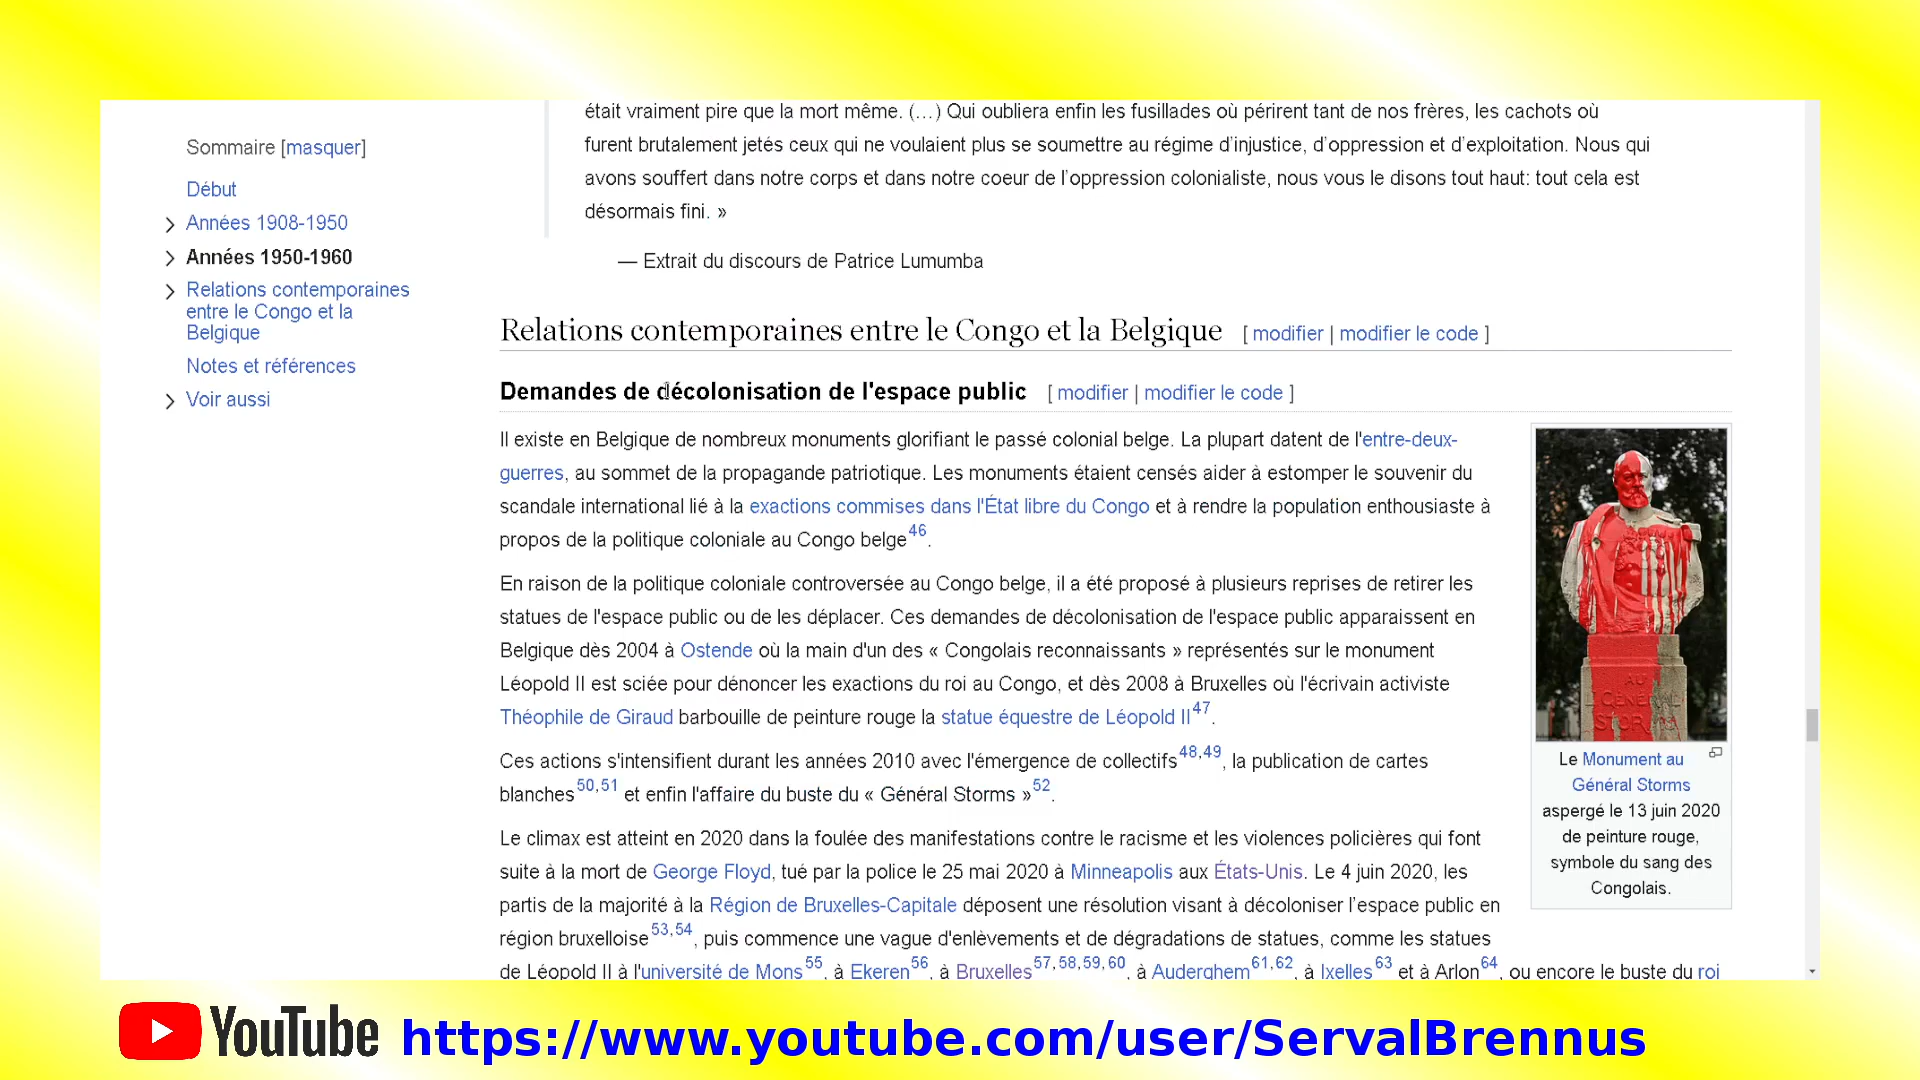 était vraiment pire que la mort même. (…) Qui oubliera enfin les fusillades où périrent tant de nos frères, les cachots où
furent brutalement jetés ceux qui ne voulaient plus se soumettre au régime d’injustice, d’oppression et d’exploitation. Nous qui
avons souffert dans notre corps et dans notre coeur de l’oppression colonialiste, nous vous le disons tout haut: tout cela est
désormais fini. »
— Extrait du discours de Patrice Lumumba
Sommaire [masquer]
Début
Années 1908-1950
Années 1950-1960
Relations contemporaines
entre le Congo et la
Belgique
Notes et références
Voir aussi
Relations contemporaines entre le Congo et la Belgique [ modifier | modifier le code ]
Demandes de décolonisation de l'espace public [ modifier | modifier le code ]
Il existe en Belgique de nombreux monuments glorifiant le passé colonial belge. La plupart datent de l'entre-deux-
guerres, au sommet de la propagande patriotique. Les monuments étaient censés aider à estomper le souvenir du
scandale international lié à la exactions commises dans l'État libre du Congo et à rendre la population enthousiaste à
propos de la politique coloniale au Congo belge46.
En raison de la politique coloniale controversée au Congo belge, il a été proposé à plusieurs reprises de retirer les
statues de l'espace public ou de les déplacer. Ces demandes de décolonisation de l'espace public apparaissent en
Belgique dès 2004 à Ostende où la main d'un des « Congolais reconnaissants » représentés sur le monument
Léopold II est sciée pour dénoncer les exactions du roi au Congo, et dès 2008 à Bruxelles où l'écrivain activiste
Théophile de Giraud barbouille de peinture rouge la statue équestre de Léopold II47.
Ces actions s'intensifient durant les années 2010 avec l'émergence de collectifs48,49, la publication de cartes
blanches50,51 et enfin l'affaire du buste du « Général Storms »52.
Le climax est atteint en 2020 dans la foulée des manifestations contre le racisme et les violences policières qui font
suite à la mort de George Floyd, tué par la police le 25 mai 2020 à Minneapolis aux États-Unis. Le 4 juin 2020, les
partis de la majorité à la Région de Bruxelles-Capitale déposent une résolution visant à décoloniser l’espace public en
région bruxelloise53,54, puis commence une vague d'enlèvements et de dégradations de statues, comme les statues
de Léopold II à l'université de Mons55, à Ekeren56, à Bruxelles57,58,59,60, à Auderghem61,62, à Ixelles63 et à Arlon64, ou encore le buste du roi
AU
GÉNÉRAL
STORMS
Le Monument au
Général Storms
aspergé le 13 juin 2020
de peinture rouge,
symbole du sang des
Congolais.
YouTube https://www.youtube.com/user/ServalBrennus